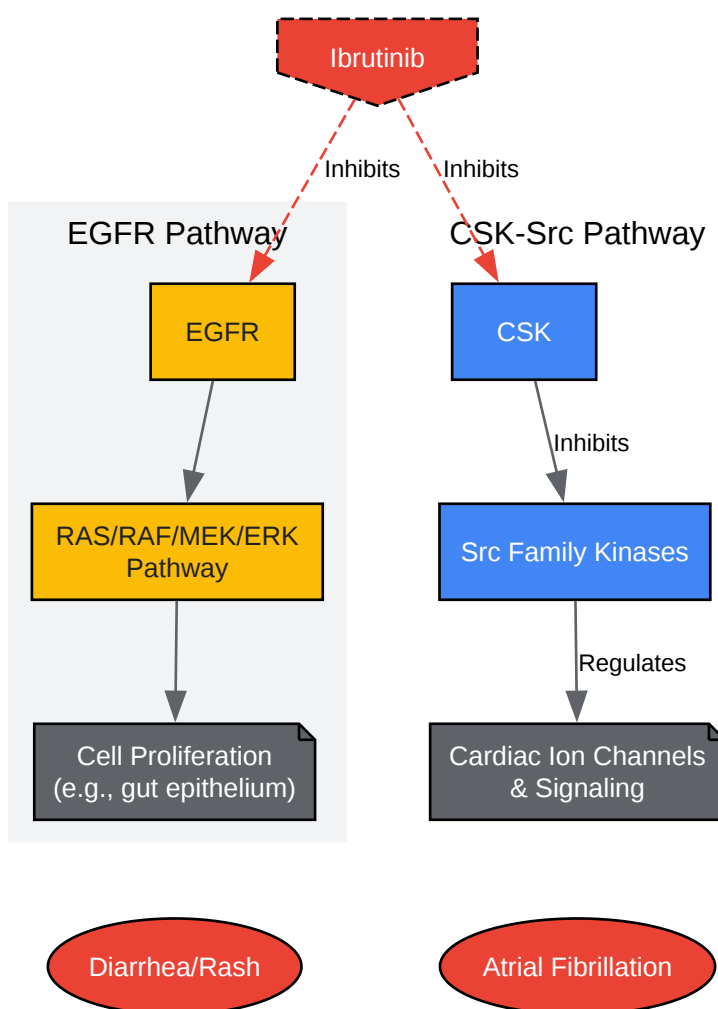 Ibrutinib
Inhibits
Inhibits
EGFR Pathway
CSK-Src Pathway
EGFR
CSK
Inhibits
RAS/RAF/MEK/ERK
Pathway
Src Family Kinases
Regulates
Cell Proliferation
(e.g., gut epithelium)
Cardiac Ion Channels
& Signaling
Diarrhea/Rash
Atrial Fibrillation